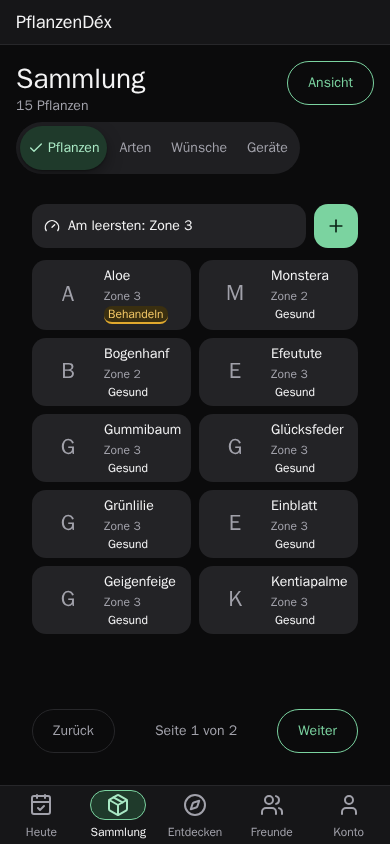 PflanzenDéx
Sammlung
Ansicht
15 Pflanzen
Pflanzen
Arten
Wünsche
Geräte
Am leersten: Zone 3
A
Aloe
Zone 3
Behandeln
M
Monstera
Zone 2
Gesund
B
Bogenhanf
Zone 2
Gesund
E
Efeutute
Zone 3
Gesund
G
Gummibaum
Zone 3
Gesund
G
Glücksfeder
Zone 3
Gesund
G
Grünlilie
Zone 3
Gesund
E
Einblatt
Zone 3
Gesund
G
Geigenfeige
Zone 3
Gesund
K
Kentiapalme
Zone 3
Gesund
Zurück
Seite 1 von 2
Weiter
Heute
Sammlung
Entdecken
Freunde
Konto